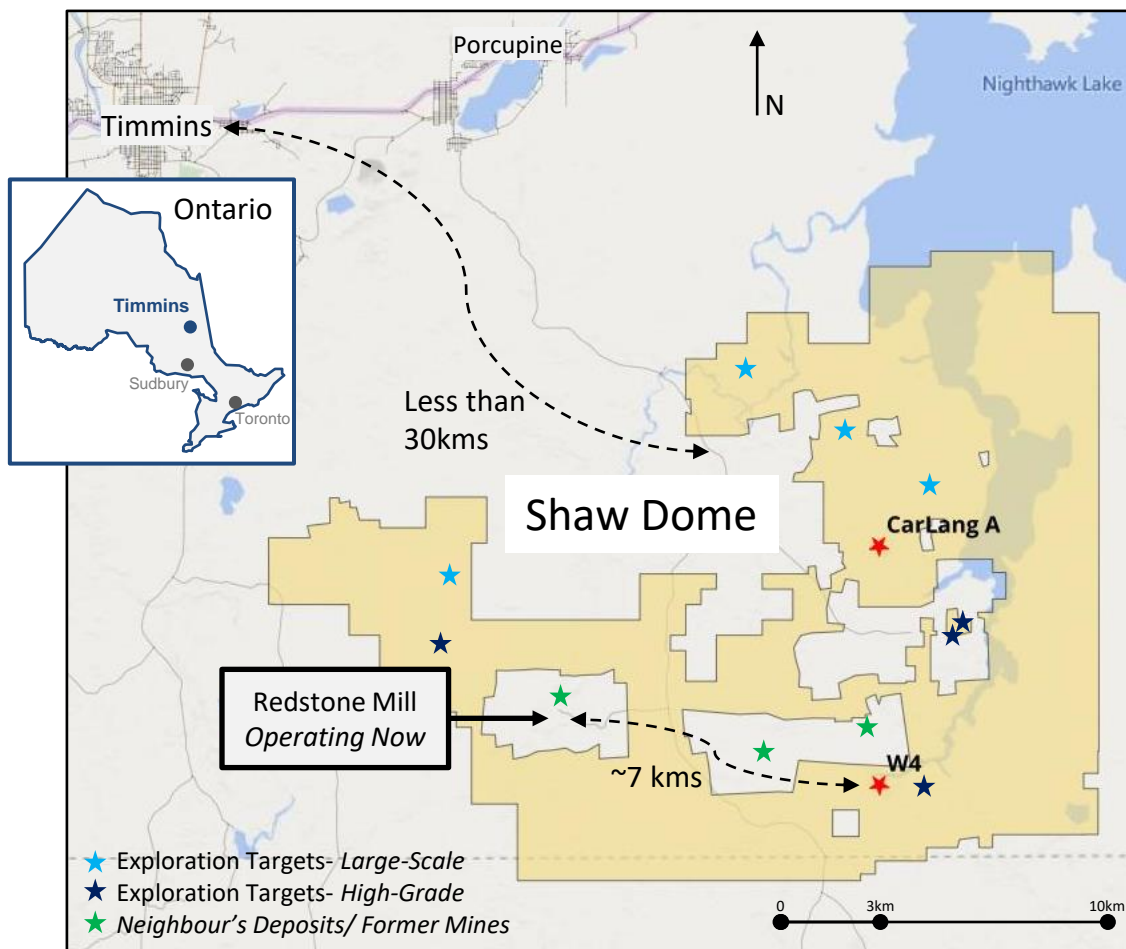 Porcupine
N
Nighthawk Lake
Timmins
Ontario
Timmins
Sudbury
Toronto
Less than
30kms
Shaw Dome
CarLang A
Redstone Mill
Operating Now
~7 kms
W4
Exploration Targets- Large-Scale
Exploration Targets- High-Grade
Neighbour's Deposits/ Former Mines
0 3km 10km